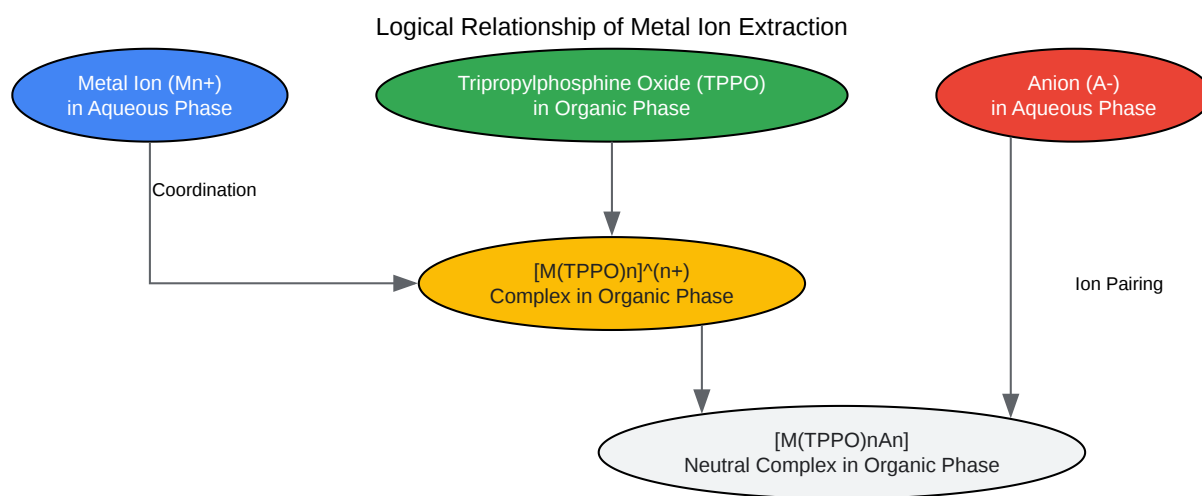 Logical Relationship of Metal Ion Extraction
Metal Ion (Mn+)
in Aqueous Phase
Tripropylphosphine Oxide (TPPO)
in Organic Phase
Anion (A-)
in Aqueous Phase
Coordination
[M(TPPO)n]^(n+)
Complex in Organic Phase
Ion Pairing
[M(TPPO)nAn]
Neutral Complex in Organic Phase